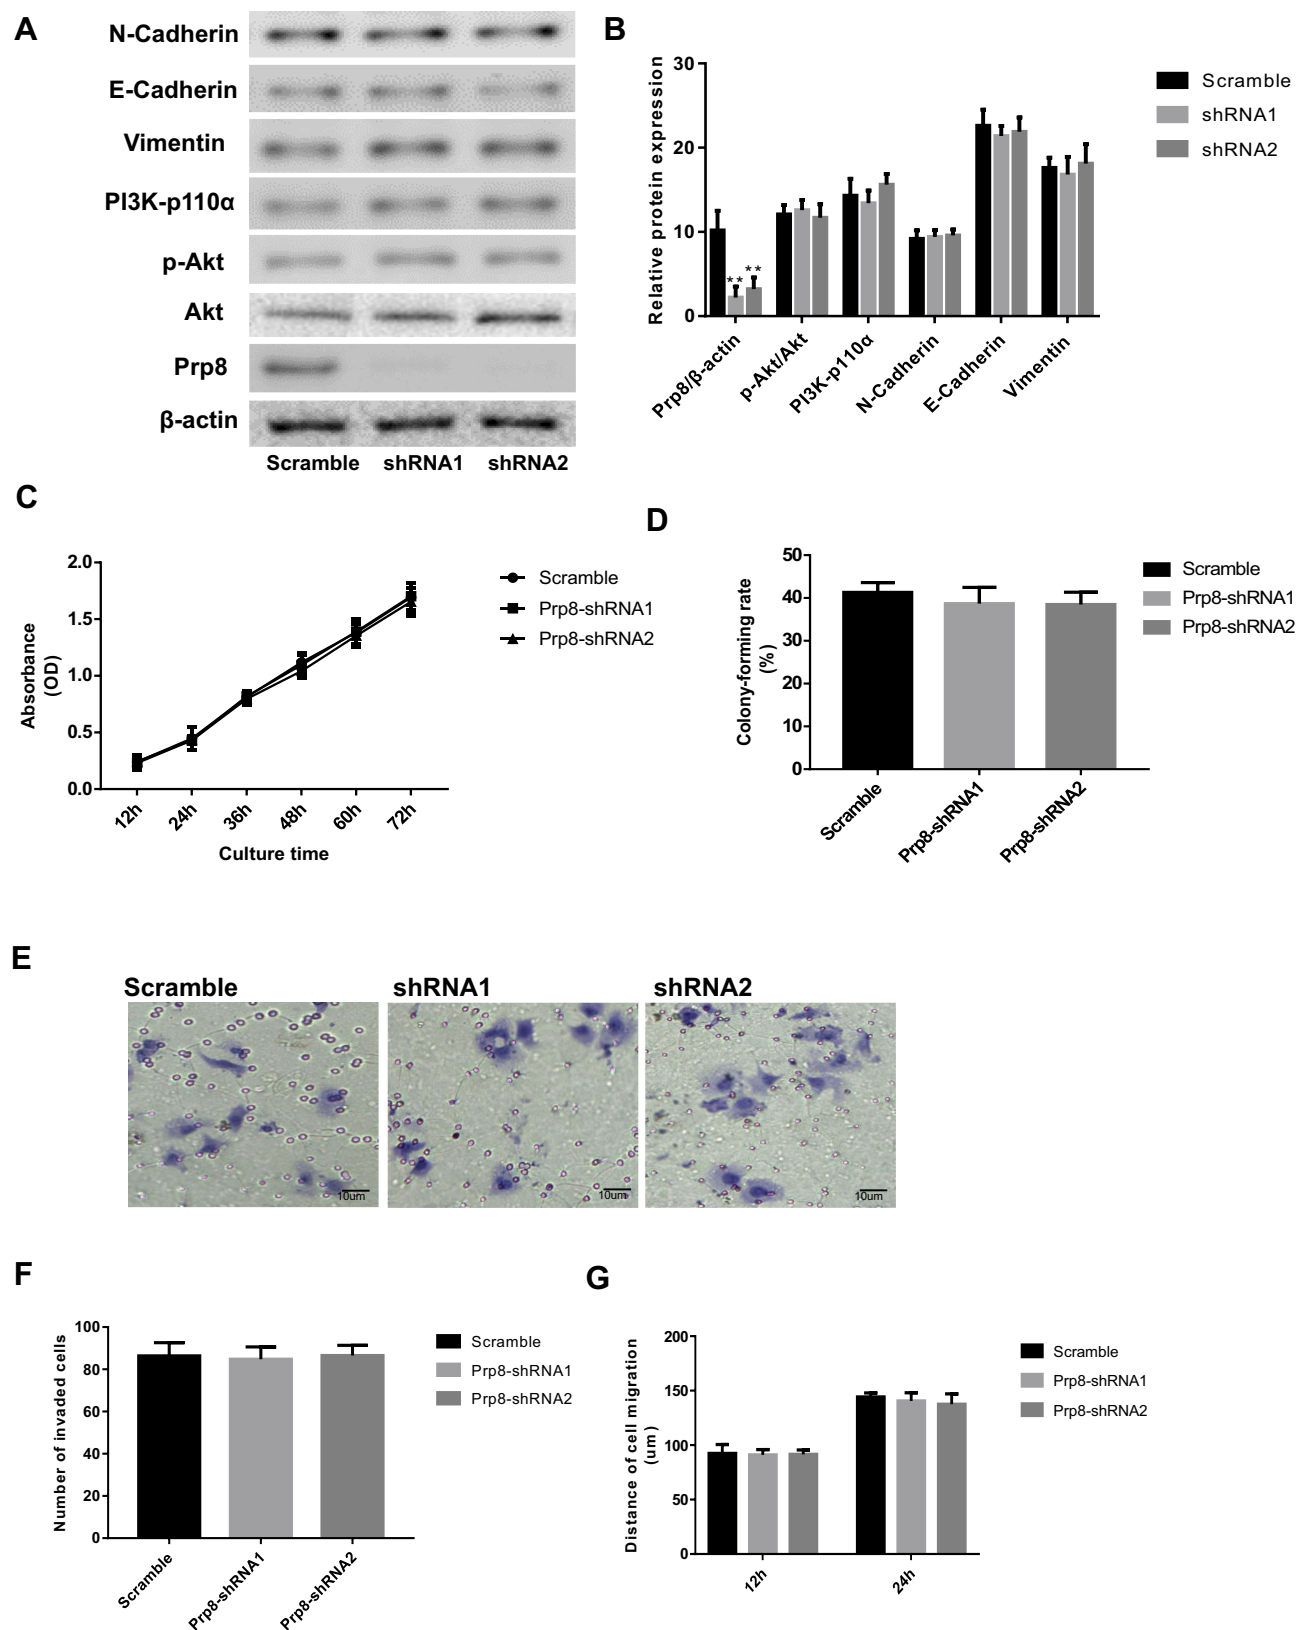 A
N-Cadherin
E-Cadherin
Vimentin
PI3K-p110α
p-Akt
Akt
Prp8
β-actin
Scramble shRNA1 shRNA2
B
Relative protein expression
30
20
10
0
** **
Prp8/β-actin
p-Akt/Akt
PI3K-p110α
N-Cadherin
E-Cadherin
Vimentin
Scramble
shRNA1
shRNA2
C
Absorbance
(OD)
2.0
1.5
1.0
0.5
0.0
12h 24h 36h 48h 60h 72h
Culture time
Scramble
Prp8-shRNA1
Prp8-shRNA2
D
Colony-forming rate
(%)
50
40
30
20
10
0
Scramble
Prp8-shRNA1
Prp8-shRNA2
Scramble
Prp8-shRNA1
Prp8-shRNA2
E
Scramble shRNA1 shRNA2
10um 10um 10um
F
Number of invaded cells
100
80
60
40
20
0
Scramble
Prp8-shRNA1
Prp8-shRNA2
Scramble
Prp8-shRNA1
Prp8-shRNA2
G
Distance of cell migration
(um)
200
150
100
50
0
12h 24h
Scramble
Prp8-shRNA1
Prp8-shRNA2